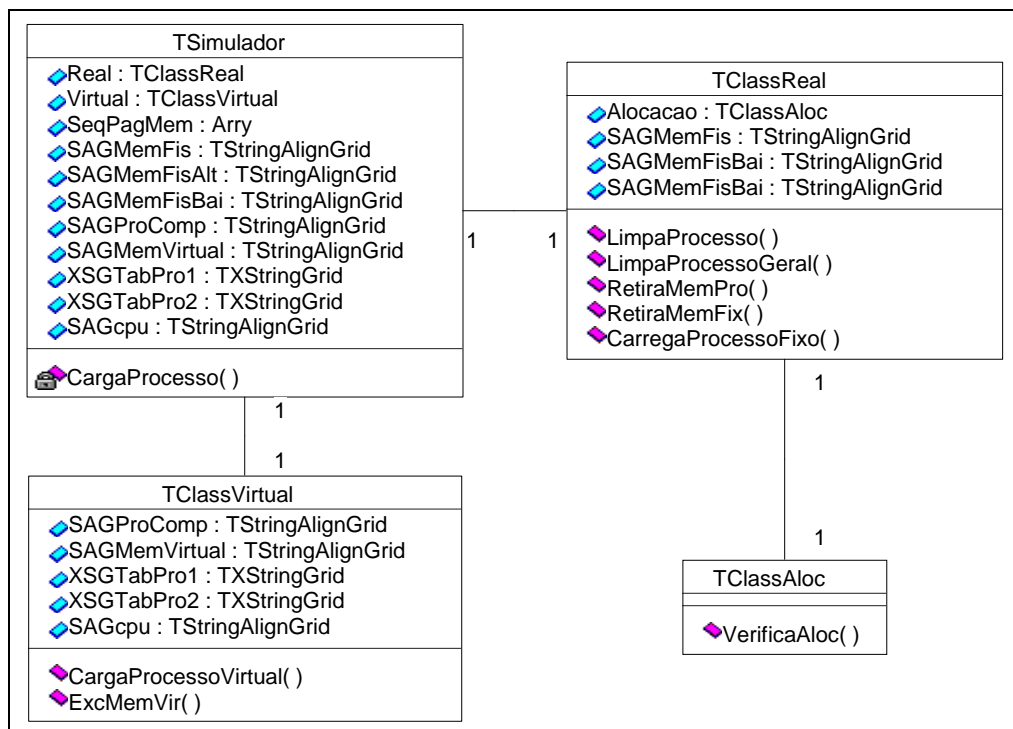 TSimulador
Real : TClassReal
Virtual : TClassVirtual
SeqPagMem : Arry
SAGMemFis : TStringAlignGrid
SAGMemFisAlt : TStringAlignGrid
SAGMemFisBai : TStringAlignGrid
SAGProComp : TStringAlignGrid
SAGMemVirtual : TStringAlignGrid
XSGTabPro1 : TXStringGrid
XSGTabPro2 : TXStringGrid
SAGcpu : TStringAlignGrid
CargaProcesso( )
1
1
TClassReal
Alocacao : TClassAloc
SAGMemFis : TStringAlignGrid
SAGMemFisBai : TStringAlignGrid
SAGMemFisBai : TStringAlignGrid
LimpaProcesso( )
LimpaProcessoGeral( )
RetiraMemPro( )
RetiraMemFix( )
CarregaProcessoFixo( )
1
1
1
1
TClassVirtual
SAGProComp : TStringAlignGrid
SAGMemVirtual : TStringAlignGrid
XSGTabPro1 : TXStringGrid
XSGTabPro2 : TXStringGrid
SAGcpu : TStringAlignGrid
CargaProcessoVirtual( )
ExcMemVir( )
TClassAloc
VerificaAloc( )